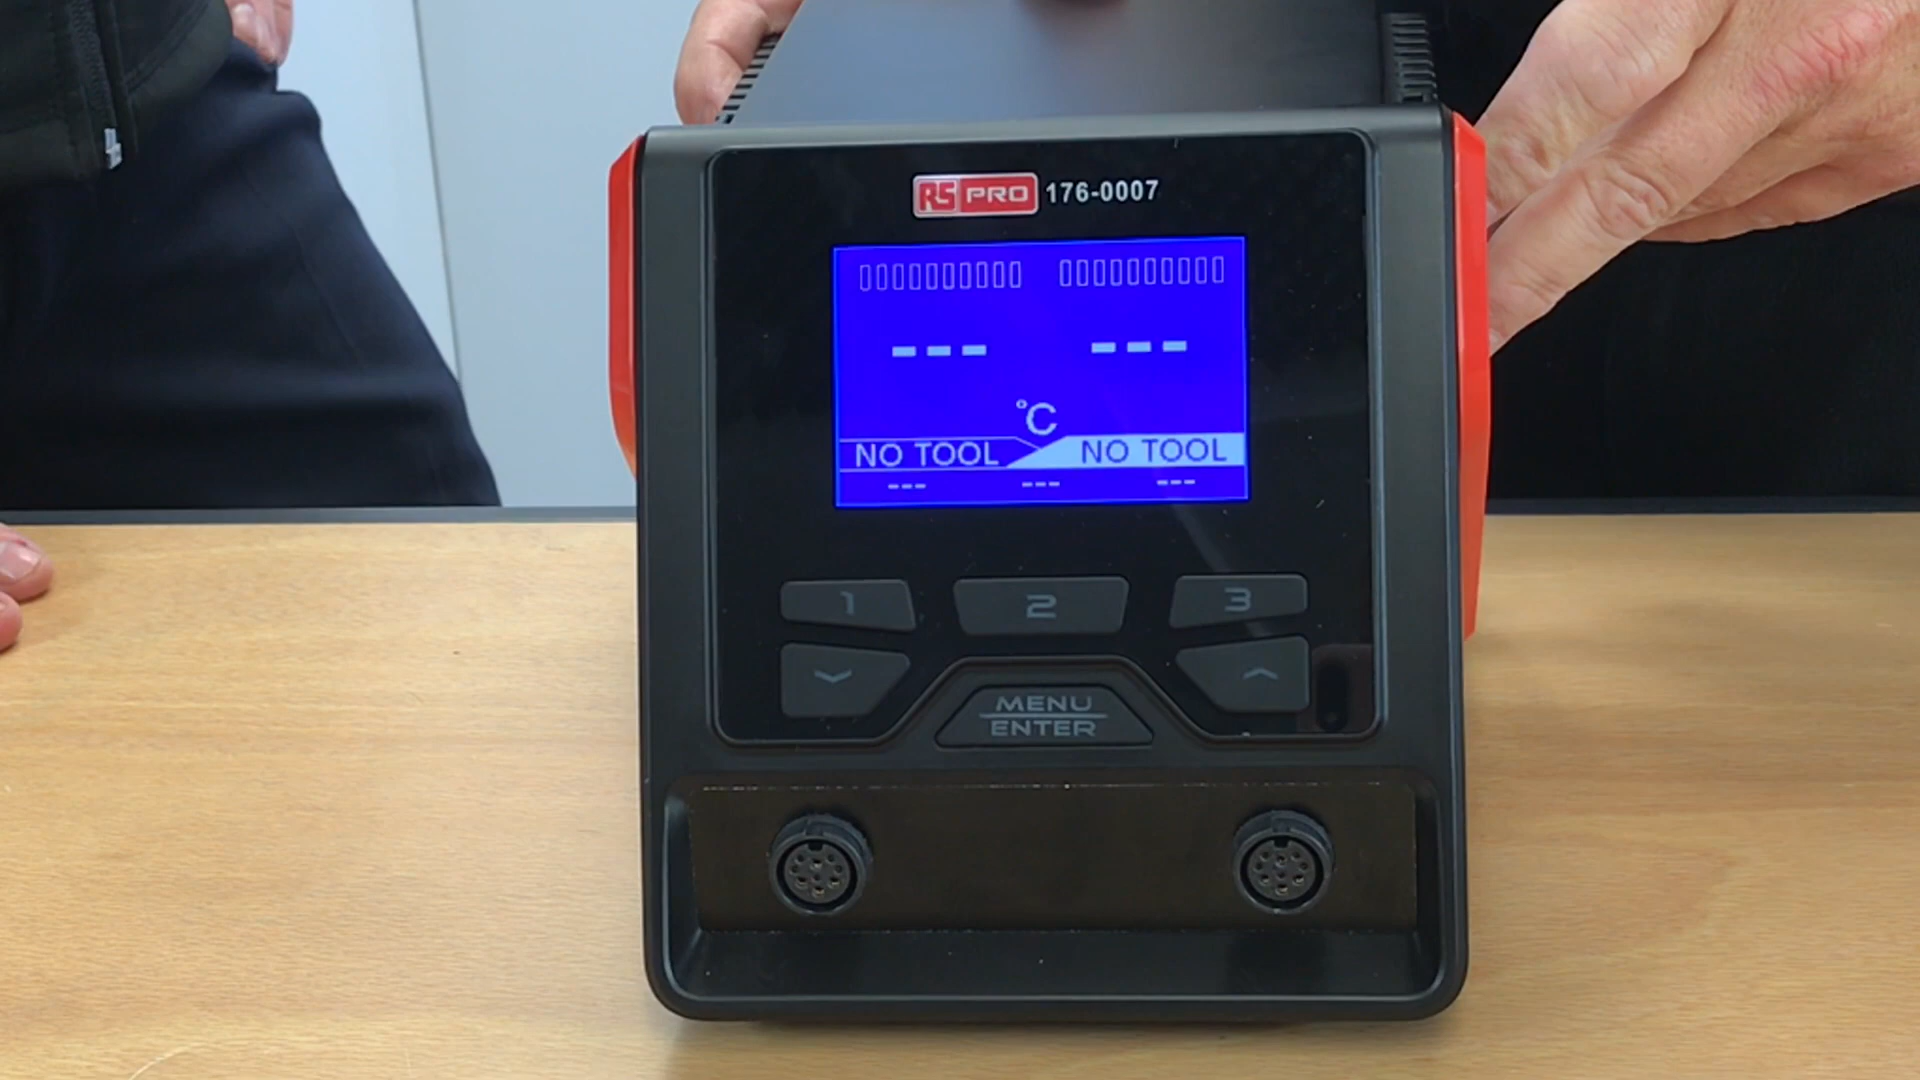 RS PRO 176-0007
--- ---
°C
NO TOOL NO TOOL
--- --- ---
1 2 3
MENU
ENTER